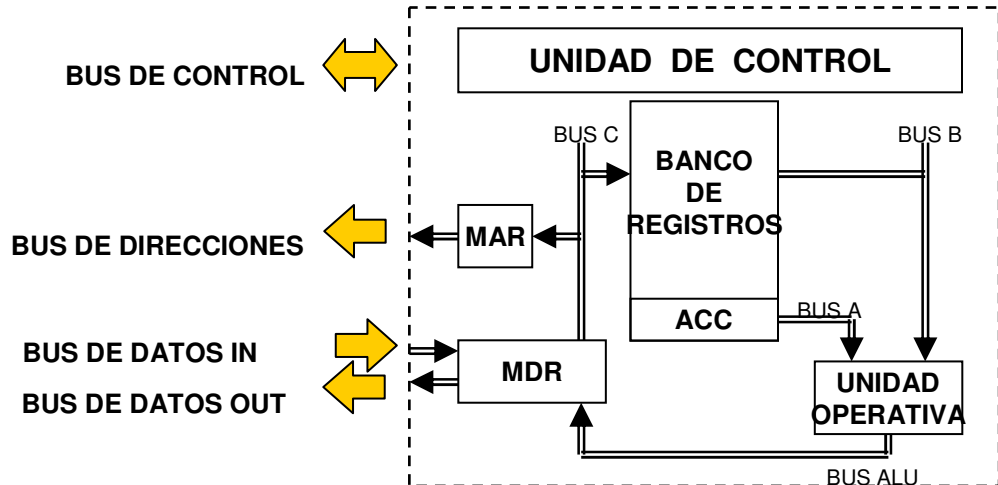 UNIDAD DE CONTROL
BUS DE CONTROL
BUS C
BUS B
BANCO
DE
REGISTROS
MAR
BUS DE DIRECCIONES
BUS A
ACC
BUS DE DATOS IN
MDR
BUS DE DATOS OUT
UNIDAD
OPERATIVA
BUS ALU